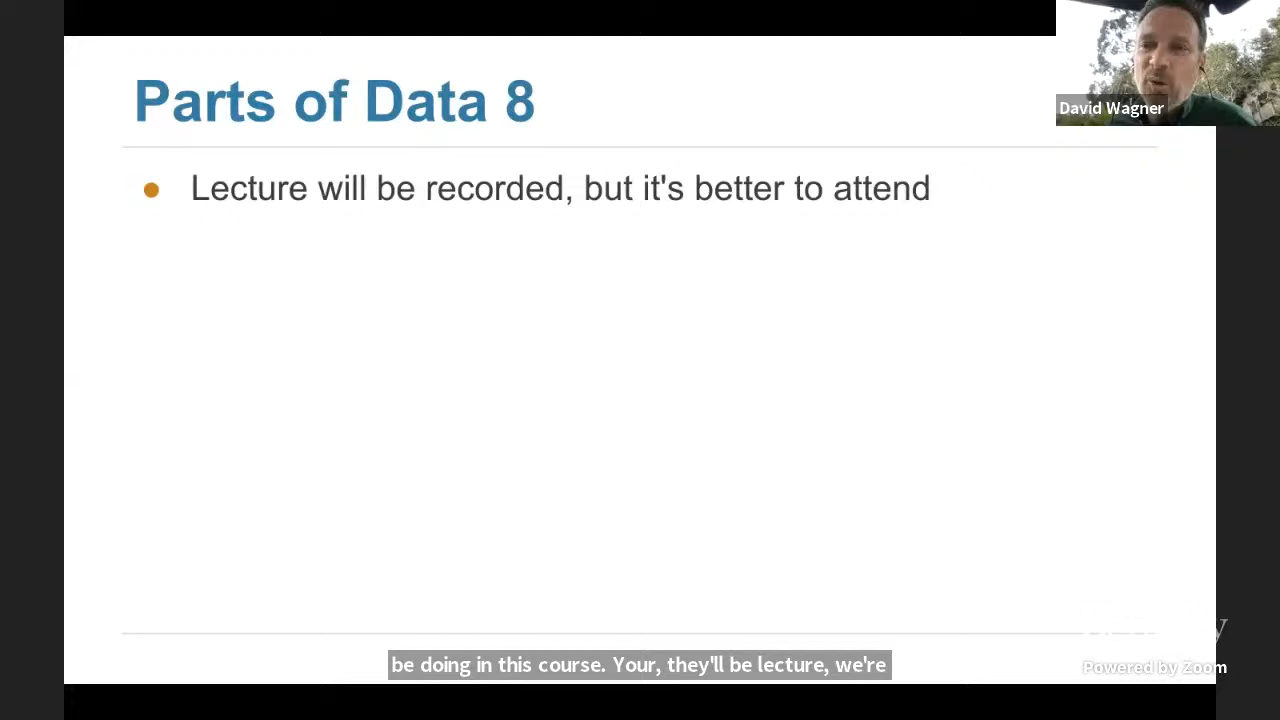 Parts of Data 8
David Wagner
Lecture will be recorded, but it's better to attend
be doing in this course. Your, they'll be lecture, we're
Powered by Zoom